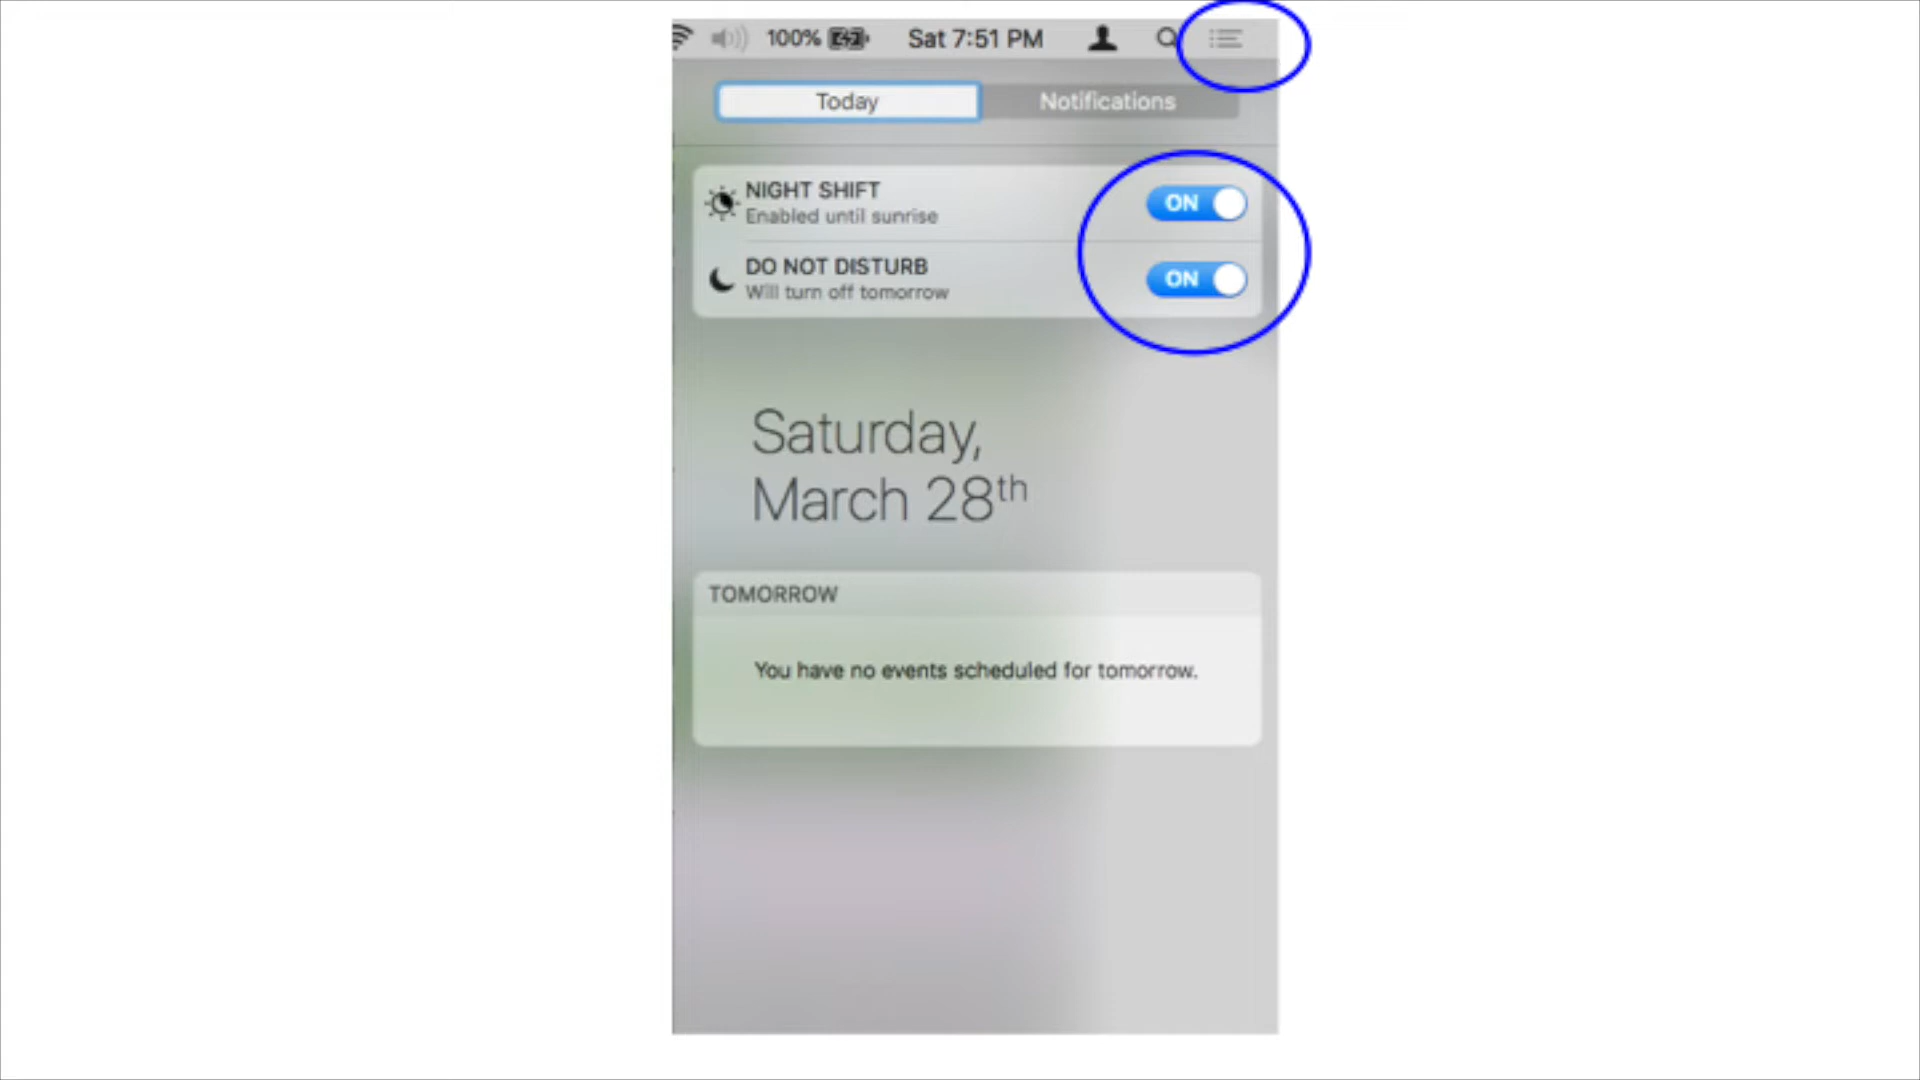 100% Sat 7:51 PM
Today Notifications
NIGHT SHIFT
Enabled until sunrise
ON
DO NOT DISTURB
Will turn off tomorrow
ON
Saturday,
March 28th
TOMORROW
You have no events scheduled for tomorrow.